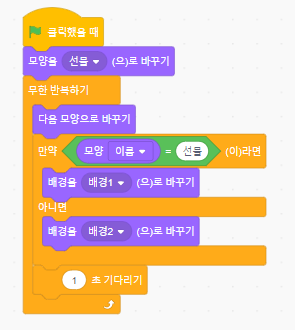 클릭했을 때
모양을 선물 (으)로 바꾸기
무한 반복하기
다음 모양으로 바꾸기
만약 모양 이름 = 선물 (이)라면
배경을 배경1 (으)로 바꾸기
아니면
배경을 배경2 (으)로 바꾸기
1 초 기다리기